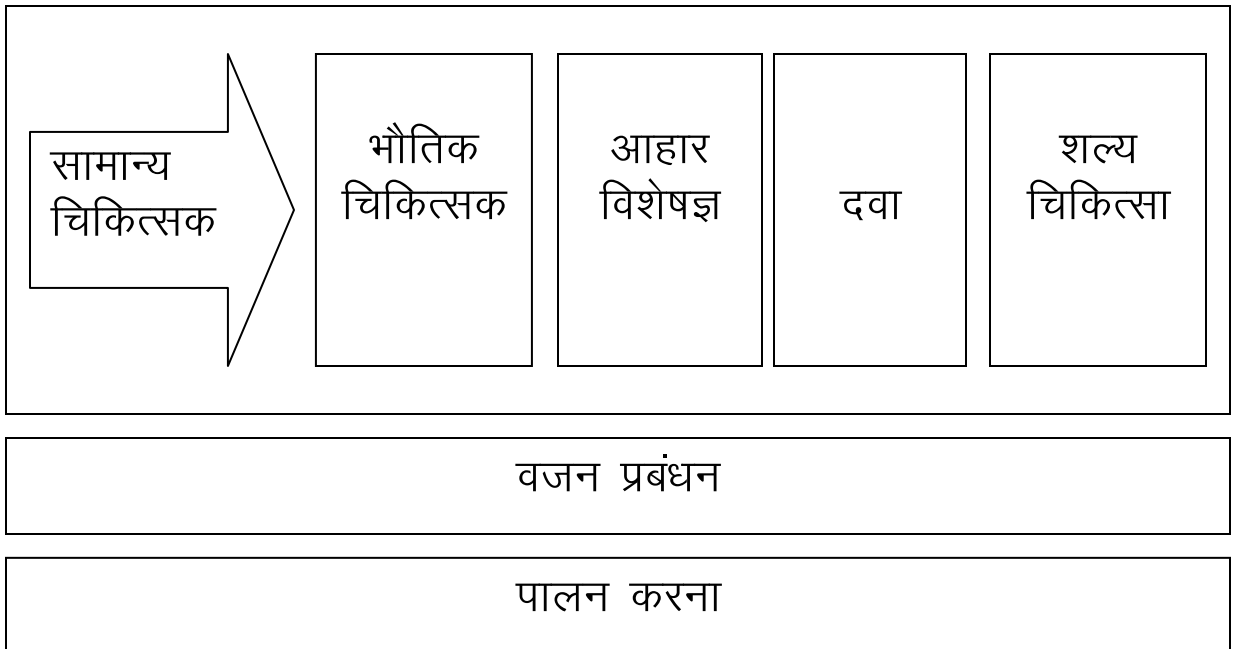 सामान्य
चिकित्सक
भौतिक
चिकित्सक
आहार
विशेषज्ञ
दवा
शल्य
चिकित्सा
वजन प्रबंधन
पालन करना